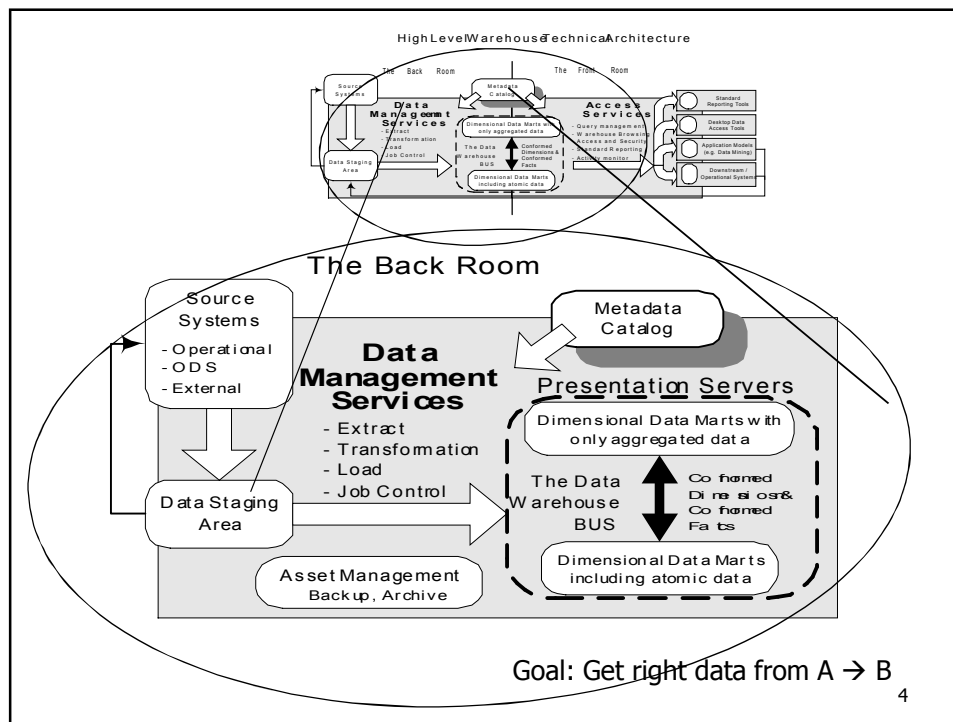 High Level Warehouse Technical Architecture
The Back Room
The Front Room
Source
Systems
Metadata
Catalog
Data
Management
Services
- Extract
- Transformation
- Load
- Job Control
Data Staging
Area
Dimensional Data Marts with
only aggregated data
The Data
Warehouse
BUS
Conformed
Dimensions &
Conformed
Facts
Dimensional Data Marts
including atomic data
Access
Services
- Query management
- Warehouse Browsing
Access and Security
- Standard Reporting
- Activity monitor
Standard
Reporting Tools
Desktop Data
Access Tools
Application Models
(e.g. Data Mining)
Downstream /
Operational Systems
The Back Room
Source
Systems
- Operational
- ODS
- External
Metadata
Catalog
Data
Management
Services
- Extract
- Transformation
- Load
- Job Control
Presentation Servers
Dimensional Data Marts with
only aggregated data
The Data
Warehouse
BUS
Conformed
Dimensions &
Conformed
Facts
Dimensional Data Marts
including atomic data
Data Staging
Area
Asset Management
Backup, Archive
Goal: Get right data from A → B
4